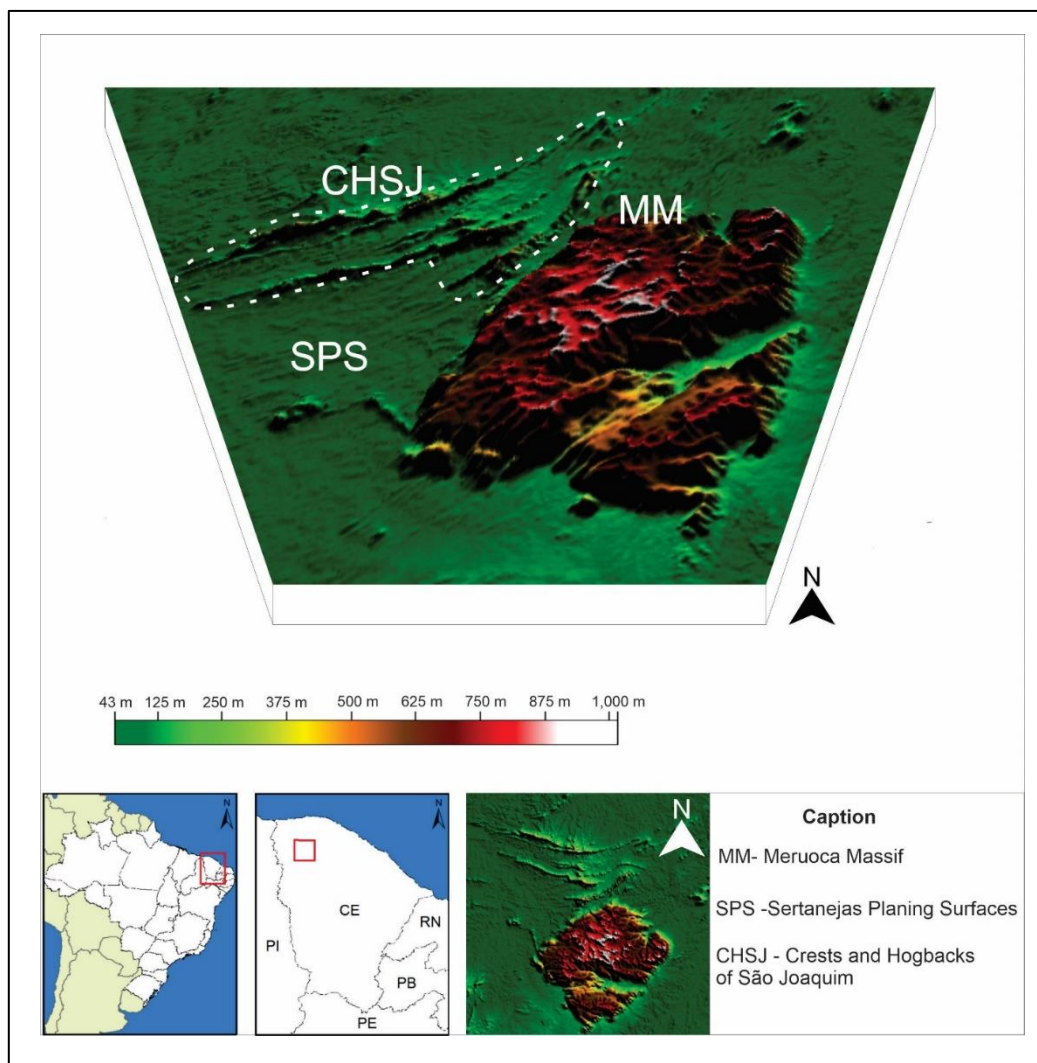 CHSJ
MM
SPS
N
43 m 125 m 250 m 375 m 500 m 625 m 750 m 875 m 1,000 m
N
N
CE
RN
PI
PB
PE
N
Caption
MM- Meruoca Massif
SPS -Sertanejas Planing Surfaces
CHSJ - Crests and Hogbacks
of São Joaquim